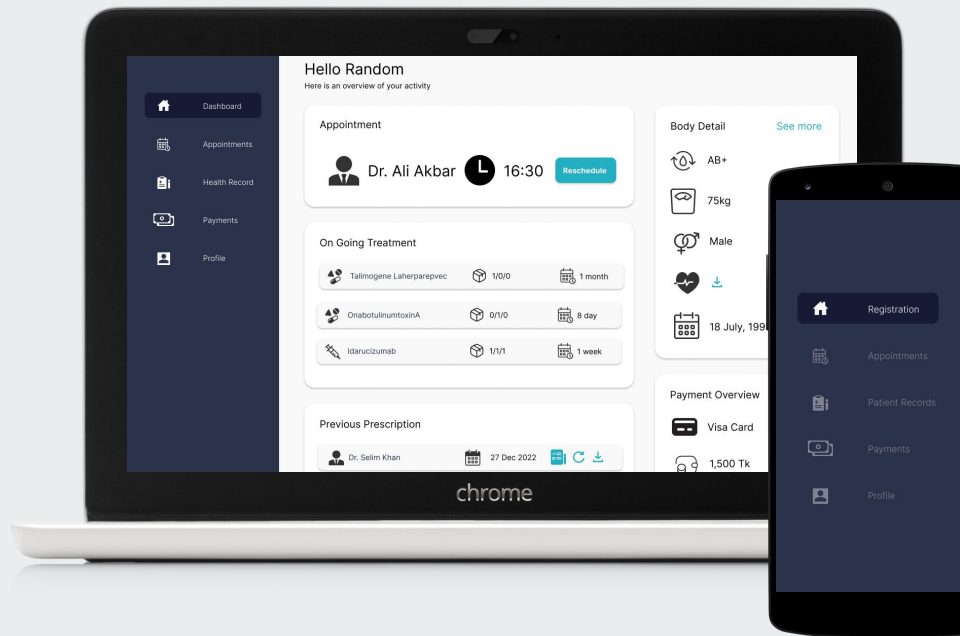 Hello Random
Here is an overview of your activity
Dashboard
Appointments
Health Record
Payments
Profile
Appointment
Dr. Ali Akbar
16:30
Reschedule
On Going Treatment
Talimogene Laherparepvec
1/0/0
1 month
OnabotulinumtoxinA
0/1/0
8 day
Idarucizumab
1/1/1
1 week
Previous Prescription
Dr. Selim Khan
27 Dec 2022
Body Detail
See more
AB+
75kg
Male
18 July, 199
Payment Overview
Visa Card
1,500 Tk
chrome
Registration
Appointments
Patient Records
Payments
Profile